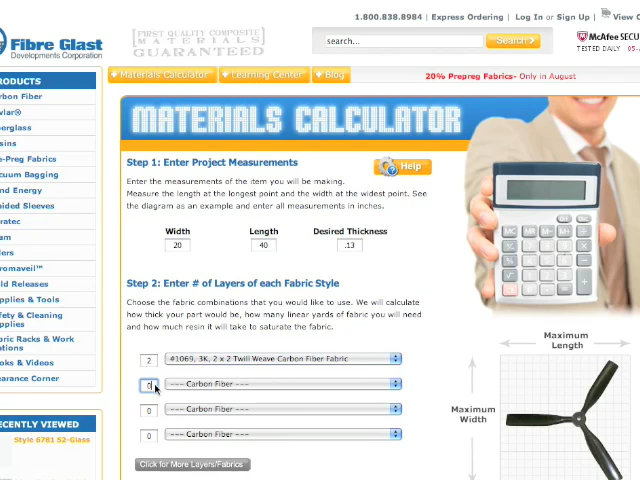 1.800.838.8984 | Express Ordering | Log In or Sign Up | View C
Fibre Glast
Developments Corporation
FIRST QUALITY COMPOSITE
MATERIALS
GUARANTEED
search...
Search
McAfee SECU
TESTED DAILY 05-
PRODUCTS
Materials Calculator
Learning Center
Blog
20% Prepreg Fabrics- Only in August
arbon Fiber
vlar®
berglass
sins
e-Preg Fabrics
cuum Bagging
nd Energy
aided Sleeves
ratec
am
lers
romaveil™
ld Releases
pplies & Tools
fety & Cleaning
pplies
bric Racks & Work
tions
oks & Videos
earance Corner
ECENTLY VIEWED
Style 6781 S2-Glass
MATERIALS CALCULATOR
Step 1: Enter Project Measurements
Help
Enter the measurements of the item you will be making.
Measure the length at the longest point and the width at the widest point. See
the diagram as an example and enter all measurements in inches.
Width Length Desired Thickness
20 40 .13
Step 2: Enter # of Layers of each Fabric Style
Choose the fabric combinations that you would like to use. We will calculate
how thick your part would be, how many linear yards of fabric you will need
and how much resin it will take to saturate the fabric.
2 #1069, 3K, 2 x 2 Twill Weave Carbon Fiber Fabric
0 --- Carbon Fiber ---
0 --- Carbon Fiber ---
0 --- Carbon Fiber ---
Click for More Layers/Fabrics
Maximum
Length
Maximum
Width